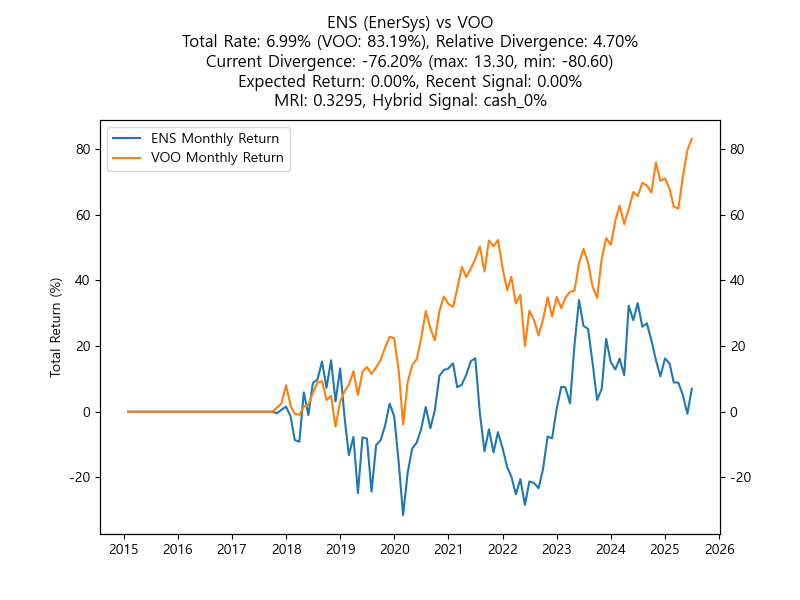 ENS (EnerSys) vs VOO
Total Rate: 6.99% (VOO: 83.19%), Relative Divergence: 4.70%
Current Divergence: -76.20% (max: 13.30, min: -80.60)
Expected Return: 0.00%, Recent Signal: 0.00%
MRI: 0.3295, Hybrid Signal: cash_0%
ENS Monthly Return
VOO Monthly Return
Total Return (%)
80 80
60 60
40 40
20 20
0 0
-20 -20
2015 2016 2017 2018 2019 2020 2021 2022 2023 2024 2025 2026